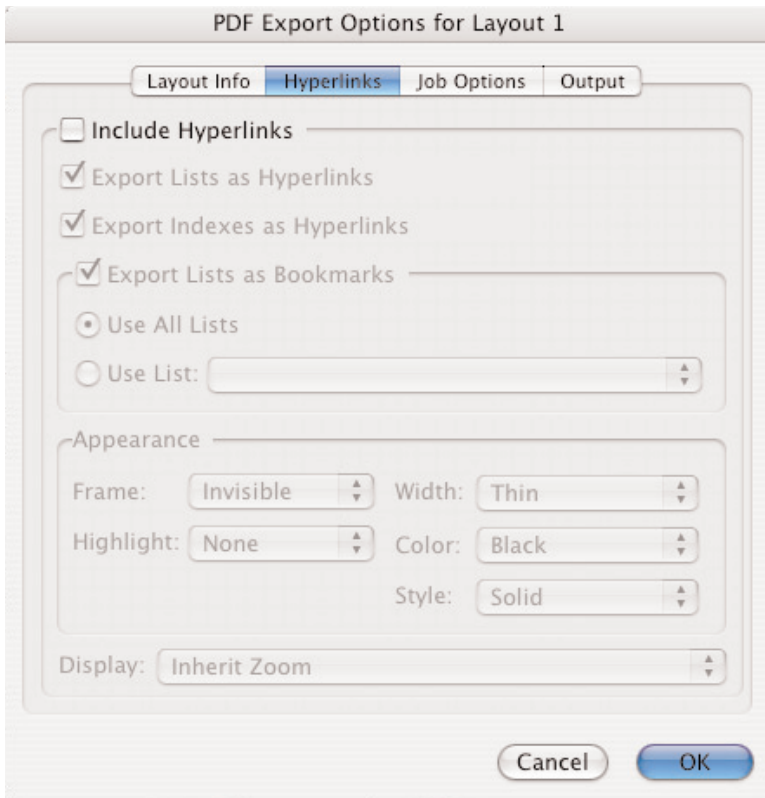 PDF Export Options for Layout 1
Layout Info Hyperlinks Job Options Output
Include Hyperlinks
Export Lists as Hyperlinks
Export Indexes as Hyperlinks
Export Lists as Bookmarks
Use All Lists
Use List:
Appearance
Frame: Invisible Width: Thin
Highlight: None Color: Black
Style: Solid
Display: Inherit Zoom
Cancel OK